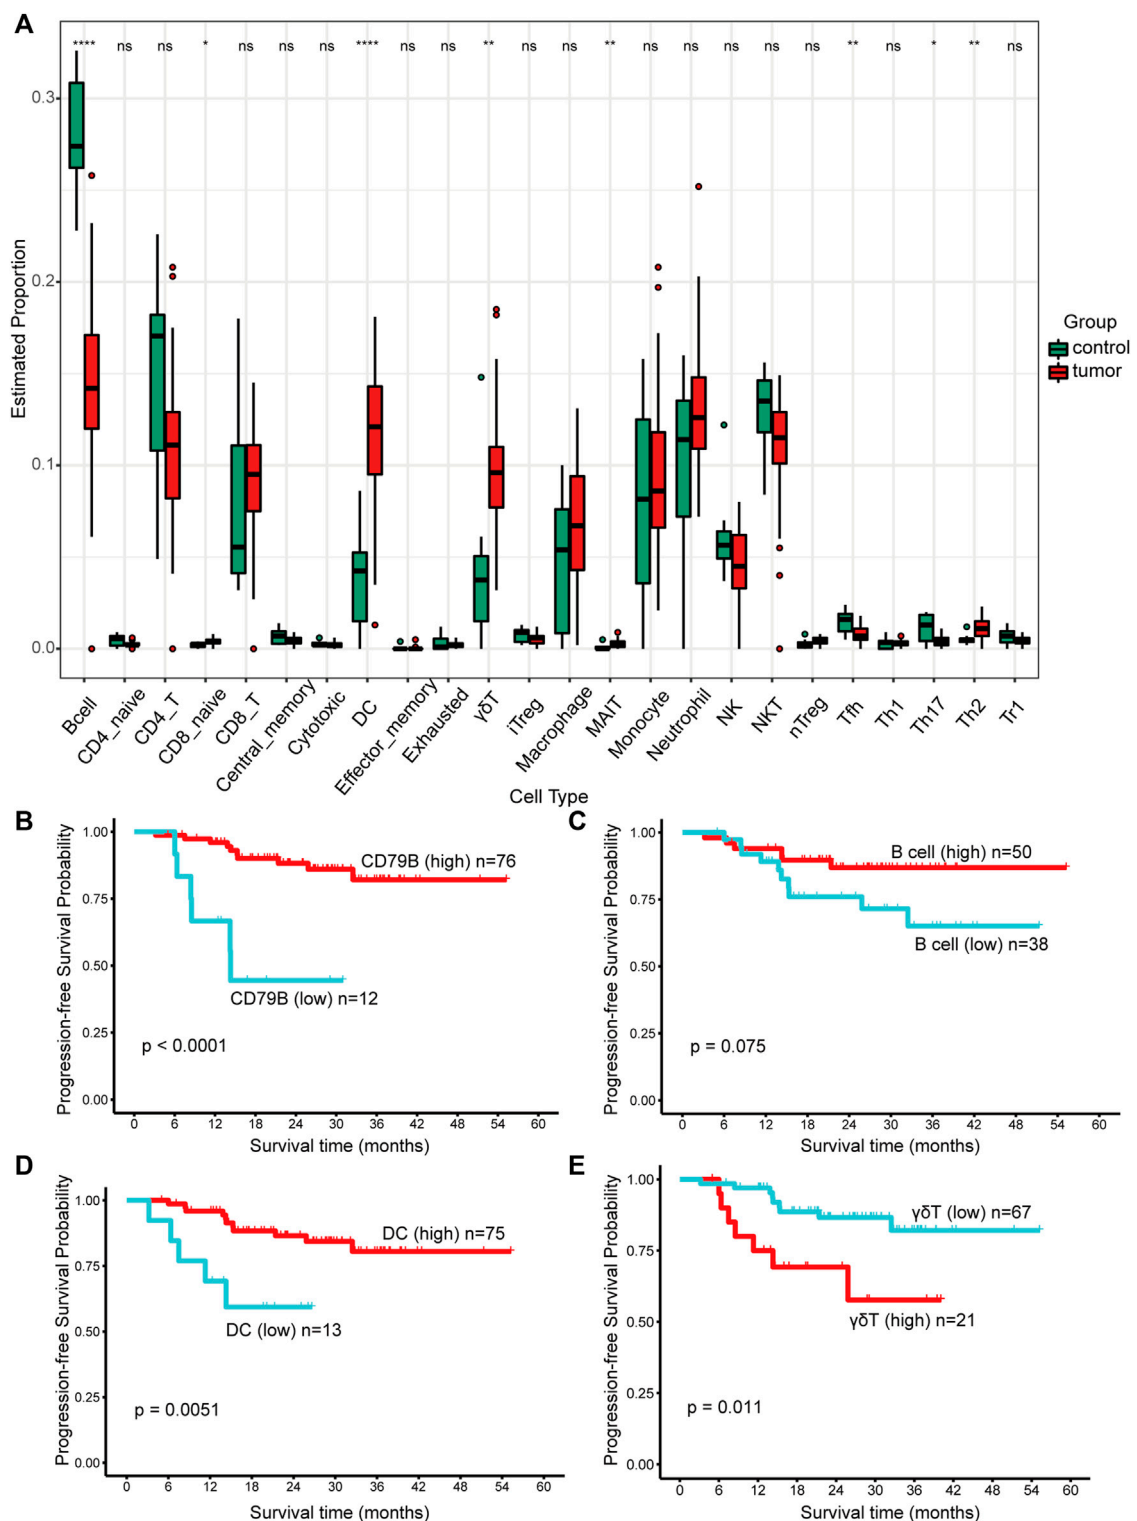 A
**** ns ns * ns ns ns **** ns ns ** ns ns ** ns ns ns ns ns ** ns * ** ns
0.3
0.2
0.1
0.0
Estimated Proportion
Group
control
tumor
Bcell
CD4_naive
CD4_T
CD8_naive
CD8_T
Central_memory
Cytotoxic
DC
Effector_memory
Exhausted
γδT
iTreg
Macrophage
MAIT
Monocyte
Neutrophil
NK
NKT
nTreg
Tfh
Th1
Th17
Th2
Tr1
Cell Type
B
Progression-free Survival Probability
1.00
0.75
0.50
0.25
0.00
CD79B (high) n=76
CD79B (low) n=12
p < 0.0001
0 6 12 18 24 30 36 42 48 54 60
Survival time (months)
C
Progression-free Survival Probability
1.00
0.75
0.50
0.25
0.00
B cell (high) n=50
B cell (low) n=38
p = 0.075
0 6 12 18 24 30 36 42 48 54 60
Survival time (months)
D
Progression-free Survival Probability
1.00
0.75
0.50
0.25
0.00
DC (high) n=75
DC (low) n=13
p = 0.0051
0 6 12 18 24 30 36 42 48 54 60
Survival time (months)
E
Progression-free Survival Probability
1.00
0.75
0.50
0.25
0.00
γδT (low) n=67
γδT (high) n=21
p = 0.011
0 6 12 18 24 30 36 42 48 54 60
Survival time (months)